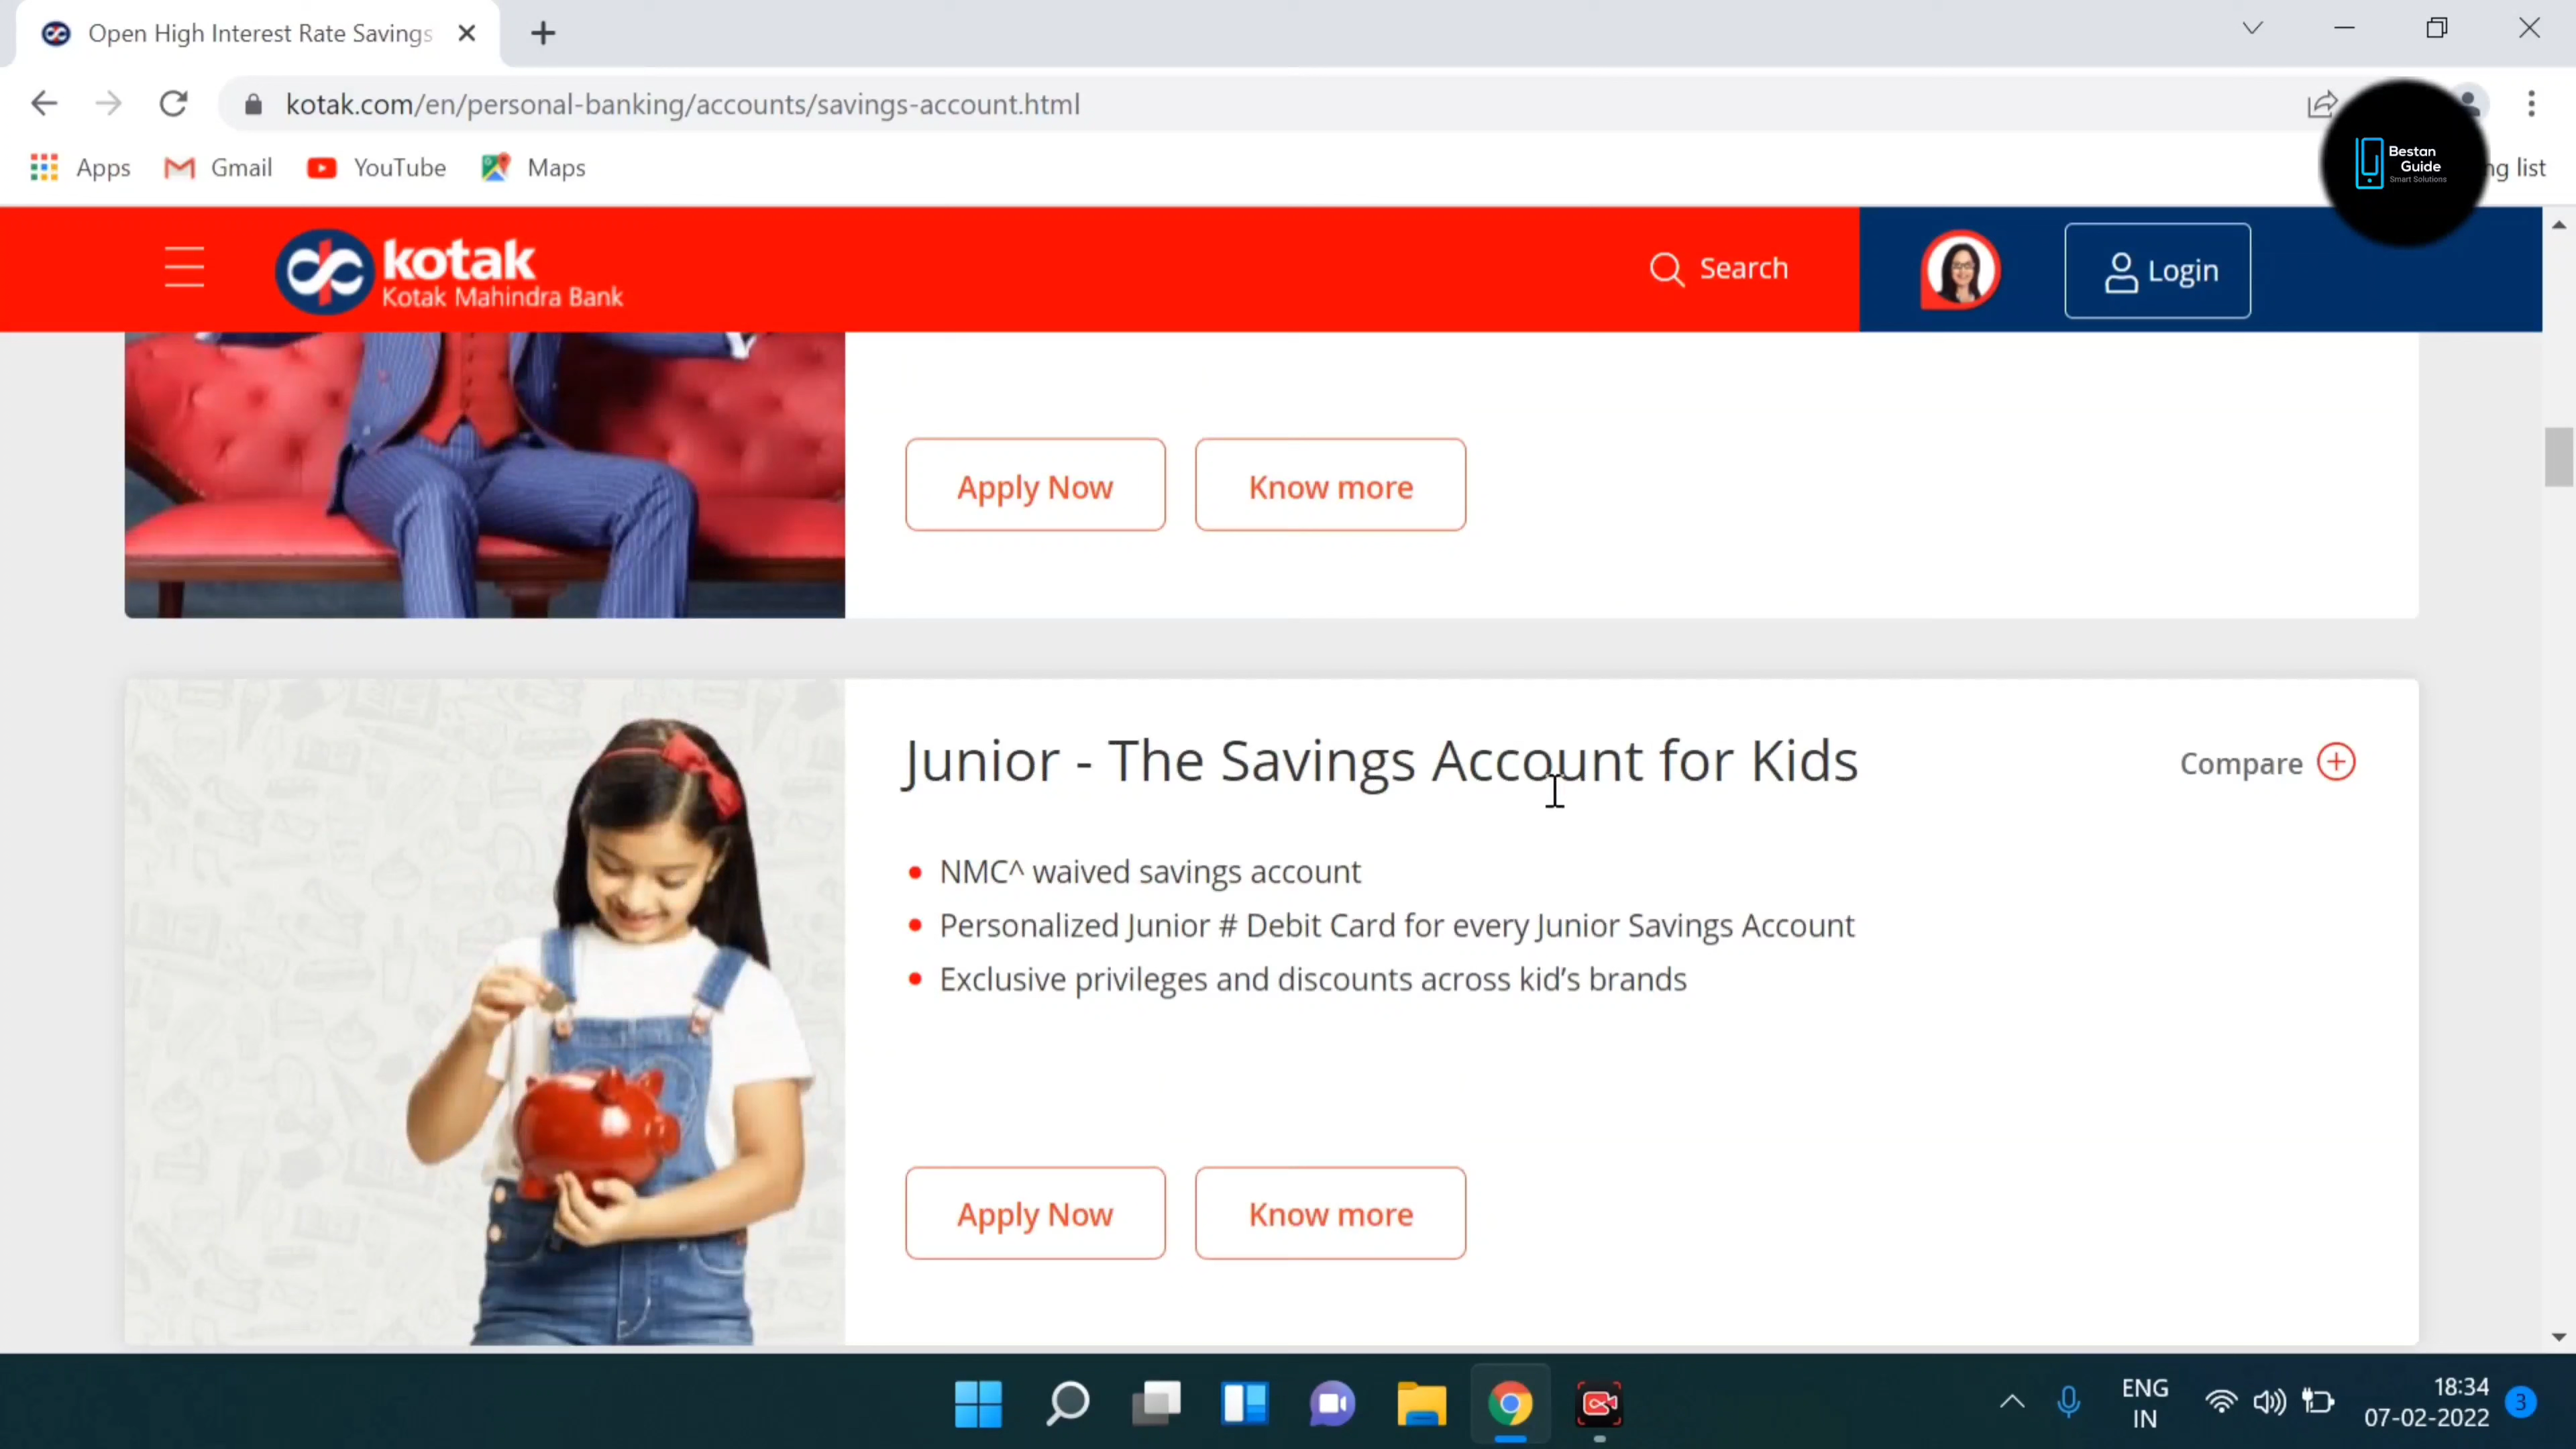 Open High Interest Rate Savings
kotak.com/en/personal-banking/accounts/savings-account.html
Apps
Gmail
YouTube
Maps
ng list
Bestan
Guide
Smart Solutions
kotak
Kotak Mahindra Bank
Search
Login
Apply Now
Know more
Junior - The Savings Account for Kids
Compare
NMC^ waived savings account
Personalized Junior # Debit Card for every Junior Savings Account
Exclusive privileges and discounts across kid’s brands
Apply Now
Know more
ENG
IN
18:34
07-02-2022
3